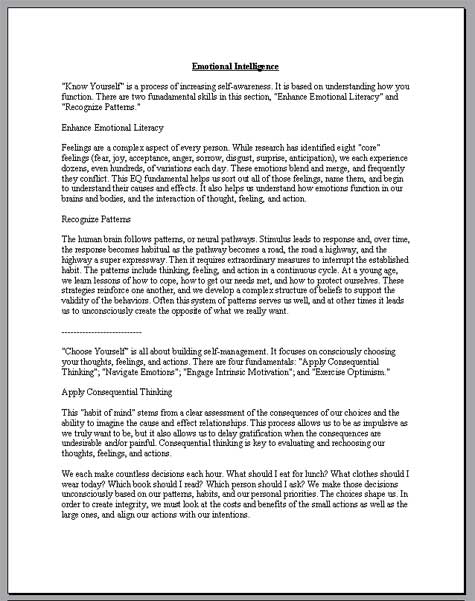 Emotional Intelligence
"Know Yourself" is a process of increasing self-awareness. It is based on understanding how you
function. There are two funadamental skills in this section, "Enhance Emotional Literacy" and
"Recognize Patterns."
Enhance Emotional Literacy
Feelings are a complex aspect of every person. While research has identified eight "core"
feelings (fear, joy, acceptance, anger, sorrow, disgust, surprise, anticipation), we each experience
dozens, even hundreds, of variations each day. These emotions blend and merge, and frequently
they conflict. This EQ fundamental helps us sort out all of those feelings, name them, and begin
to understand their causes and effects. It also helps us understand how emotions function in our
brains and bodies, and the interaction of thought, feeling, and action.
Recognize Patterns
The human brain follows patterns, or neural pathways. Stimulus leads to response and, over time,
the response becomes habitual as the pathway becomes a road, the road a highway, and the
highway a super expressway. Then it requires extraordinary measures to interrupt the established
habit. The patterns include thinking, feeling, and action in a continuous cycle. At a young age,
we learn lessons of how to cope, how to get our needs met, and how to protect ourselves. These
strategies reinforce one another, and we develop a complex structure of beliefs to support the
validity of the behaviors. Often this system of patterns serves us well, and at other times it leads
us to unconsciously create the opposite of what we really want.
---------------------------
"Choose Yourself" is all about building self-management. It focuses on consciously choosing
your thoughts, feelings, and actions. There are four fundamentals: "Apply Consequential
Thinking"; "Navigate Emotions"; "Engage Intrinsic Motivation"; and "Exercise Optimism."
Apply Consequential Thinking
This "habit of mind" stems from a clear assessment of the consequences of our choices and the
ability to imagine the cause and effect relationships. This process allows us to be as impulsive as
we truly want to be, but it also allows us to delay gratification when the consequences are
undesirable and/or painful. Consequential thinking is key to evaluating and rechoosing our
thoughts, feelings, and actions.
We each make countless decisions each hour. What should I eat for lunch? What clothes should I
wear today? Which book should I read? Which person should I ask? We make those decisions
unconsciously based on our patterns, habits, and our personal priorities. The choices shape us. In
order to create integrity, we must look at the costs and benefits of the small actions as well as the
large ones, and align our actions with our intentions.